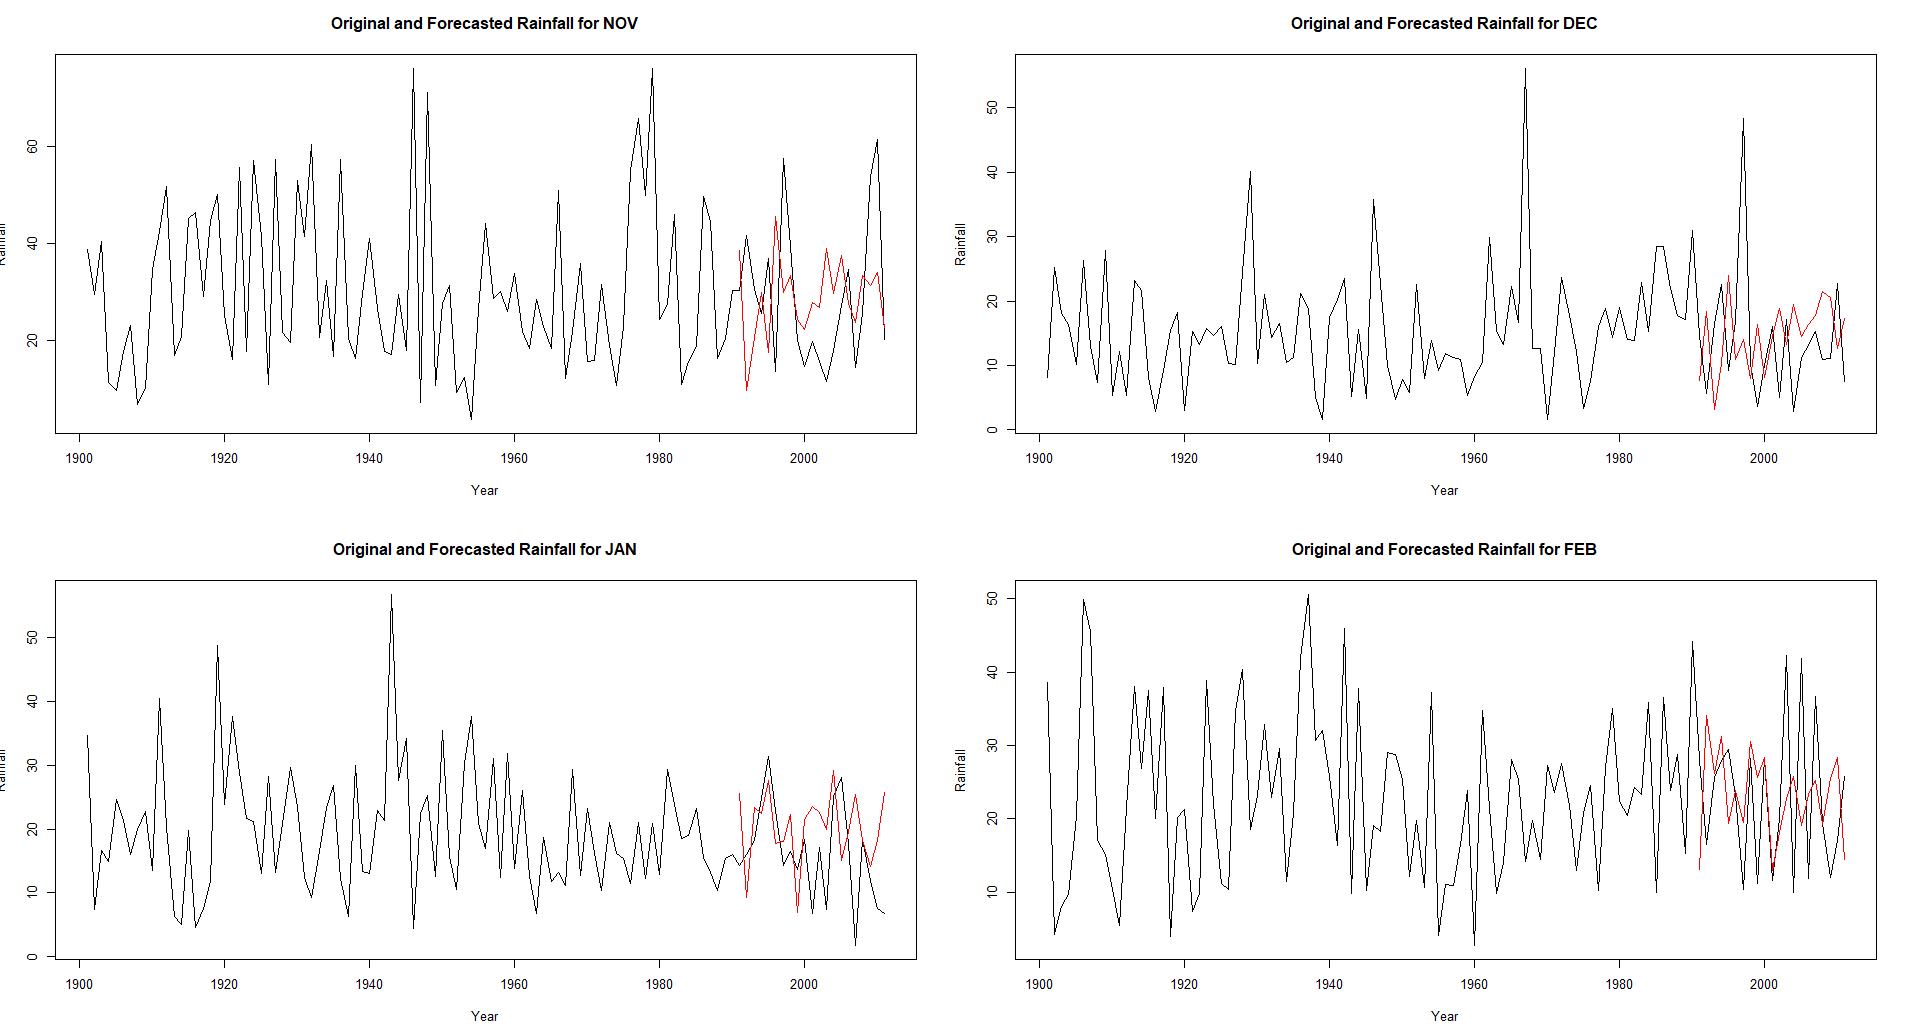 Original and Forecasted Rainfall for NOV
Rainfall
60
40
20
1900 1920 1940 1960 1980 2000
Year
Original and Forecasted Rainfall for DEC
Rainfall
50
40
30
20
10
0
1900 1920 1940 1960 1980 2000
Year
Original and Forecasted Rainfall for JAN
Rainfall
50
40
30
20
10
0
1900 1920 1940 1960 1980 2000
Year
Original and Forecasted Rainfall for FEB
Rainfall
50
40
30
20
10
1900 1920 1940 1960 1980 2000
Year